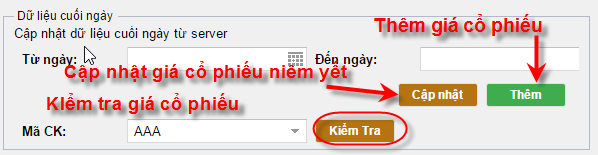 Dữ liệu cuối ngày
Thêm giá cổ phiếu
Cập nhật dữ liệu cuối ngày từ server
Từ ngày:
Đến ngày:
Cập nhật giá cổ phiếu niêm yết
Cập nhật
Thêm
Kiểm tra giá cổ phiếu
Mã CK:
AAA
Kiểm Tra